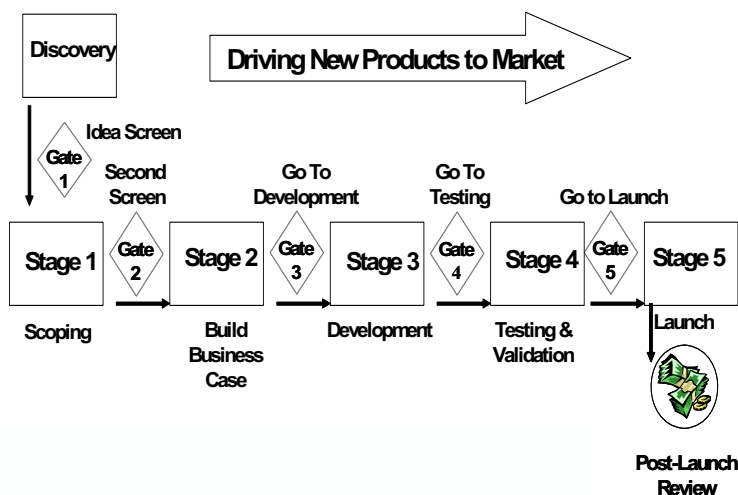 Discovery
Driving New Products to Market
Idea Screen
Gate
1
Second
Screen
Go To
Development
Go To
Testing
Go to Launch
Stage 1
Gate
2
Stage 2
Gate
3
Stage 3
Gate
4
Stage 4
Gate
5
Stage 5
Scoping
Build
Business
Case
Development
Testing &
Validation
Launch
Post-Launch
Review